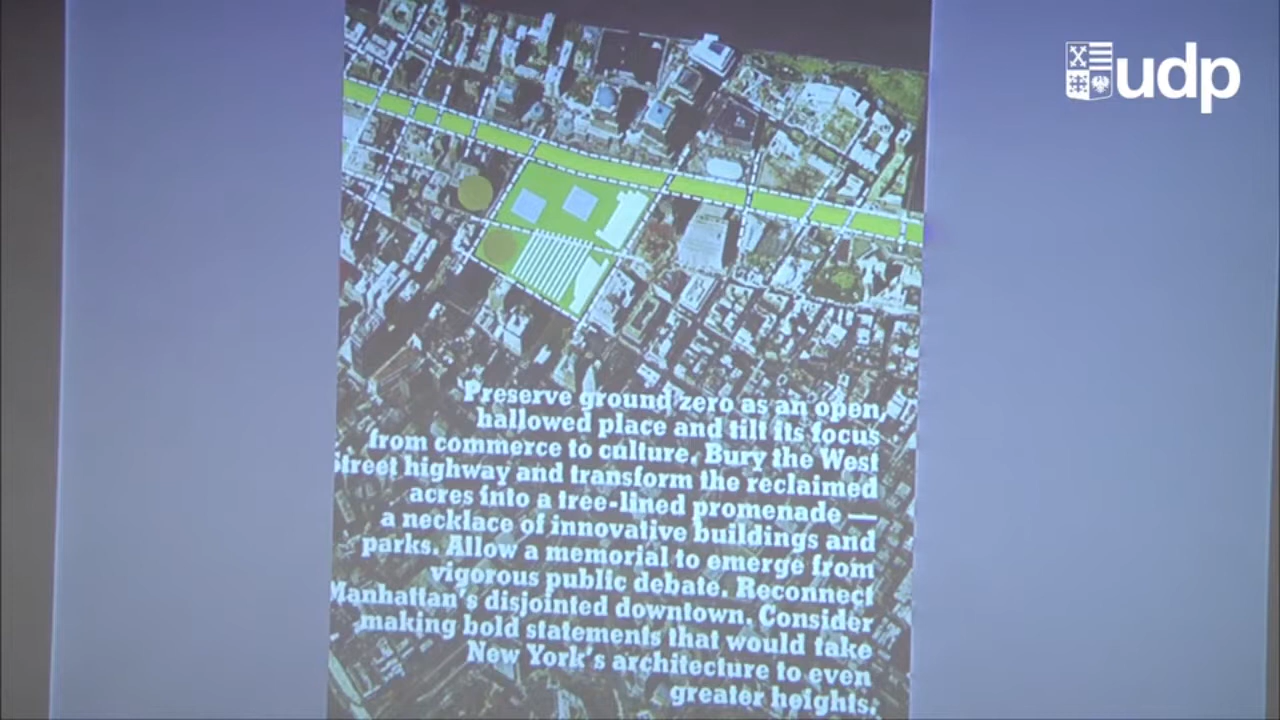 udp
Preserve ground zero as an open,
hallowed place and tilt its focus
from commerce to culture. Bury the West
Street highway and transform the reclaimed
acres into a tree-lined promenade —
a necklace of innovative buildings and
parks. Allow a memorial to emerge from
vigorous public debate. Reconnect
Manhattan's disjointed downtown. Consider
making bold statements that would take
New York's architecture to even
greater heights.